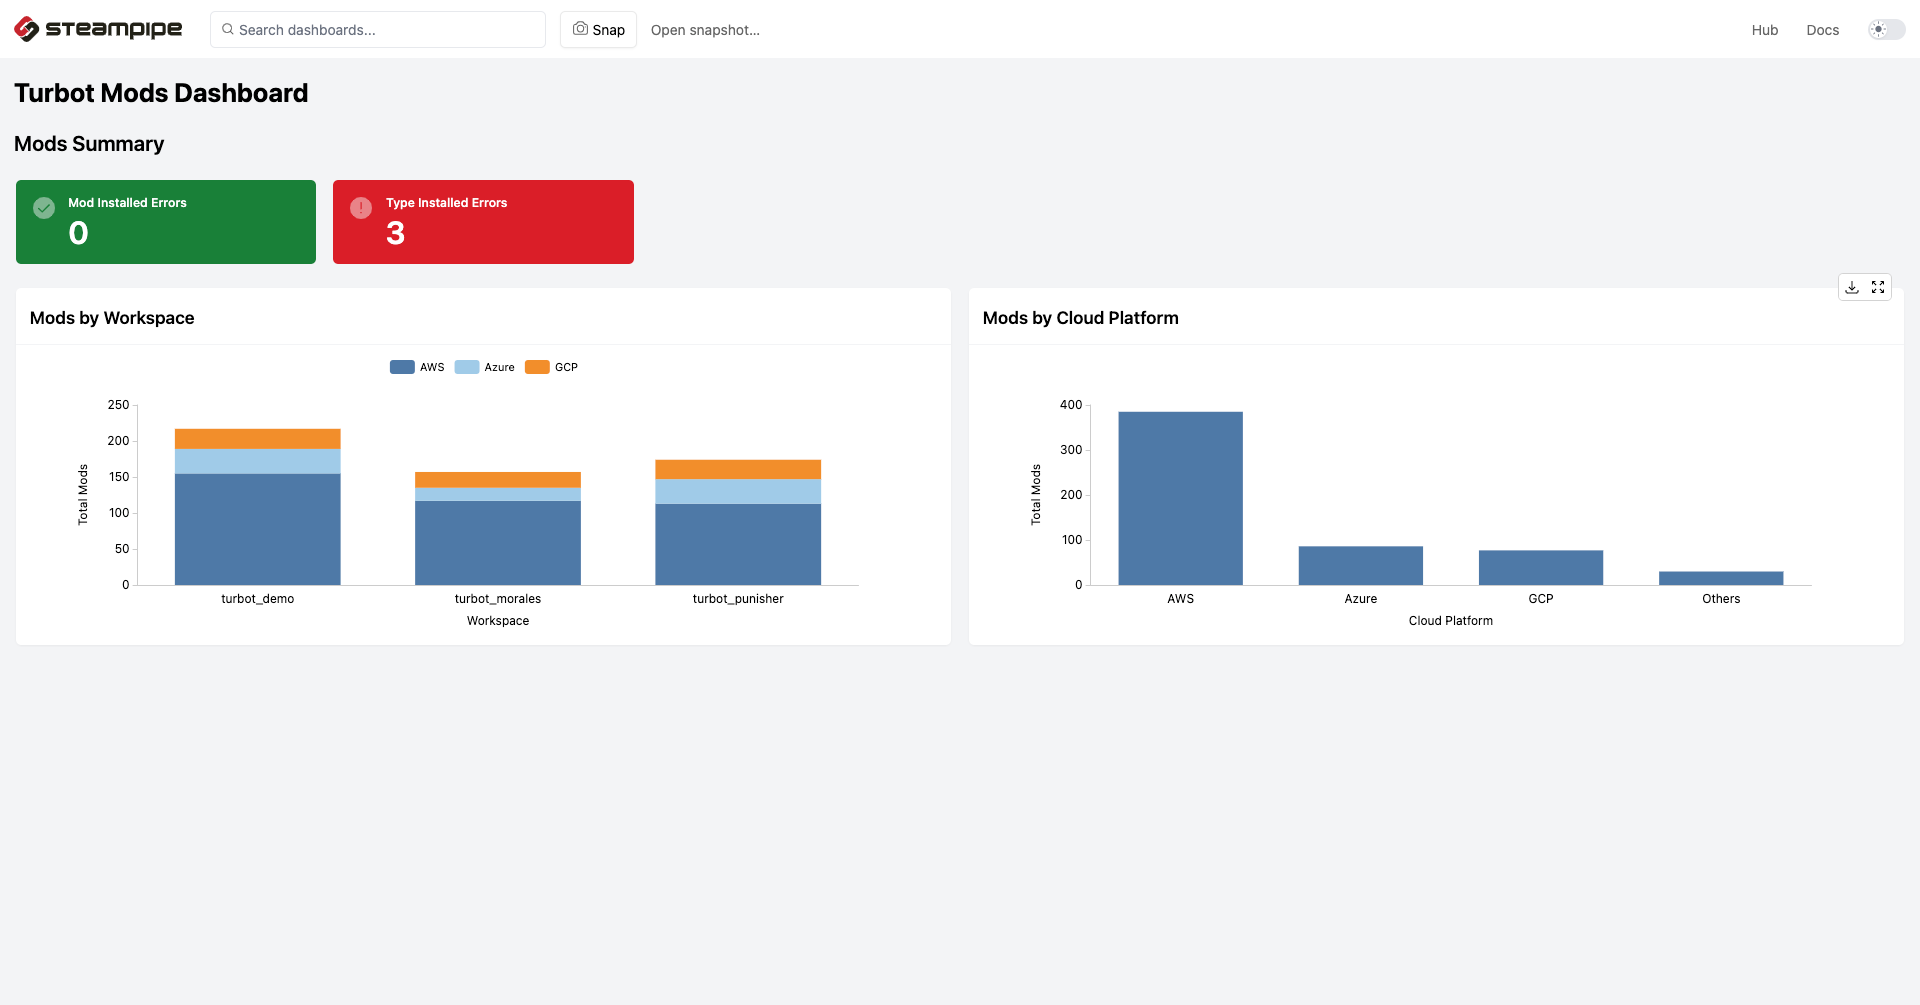 steampipe
Search dashboards...
Snap
Open snapshot...
Hub
Docs
Turbot Mods Dashboard
Mods Summary
Mod Installed Errors
0
Type Installed Errors
3
Mods by Workspace
AWS
Azure
GCP
250
200
150
100
50
0
Total Mods
turbot_demo
turbot_morales
turbot_punisher
Workspace
Mods by Cloud Platform
400
300
200
100
0
Total Mods
AWS
Azure
GCP
Others
Cloud Platform